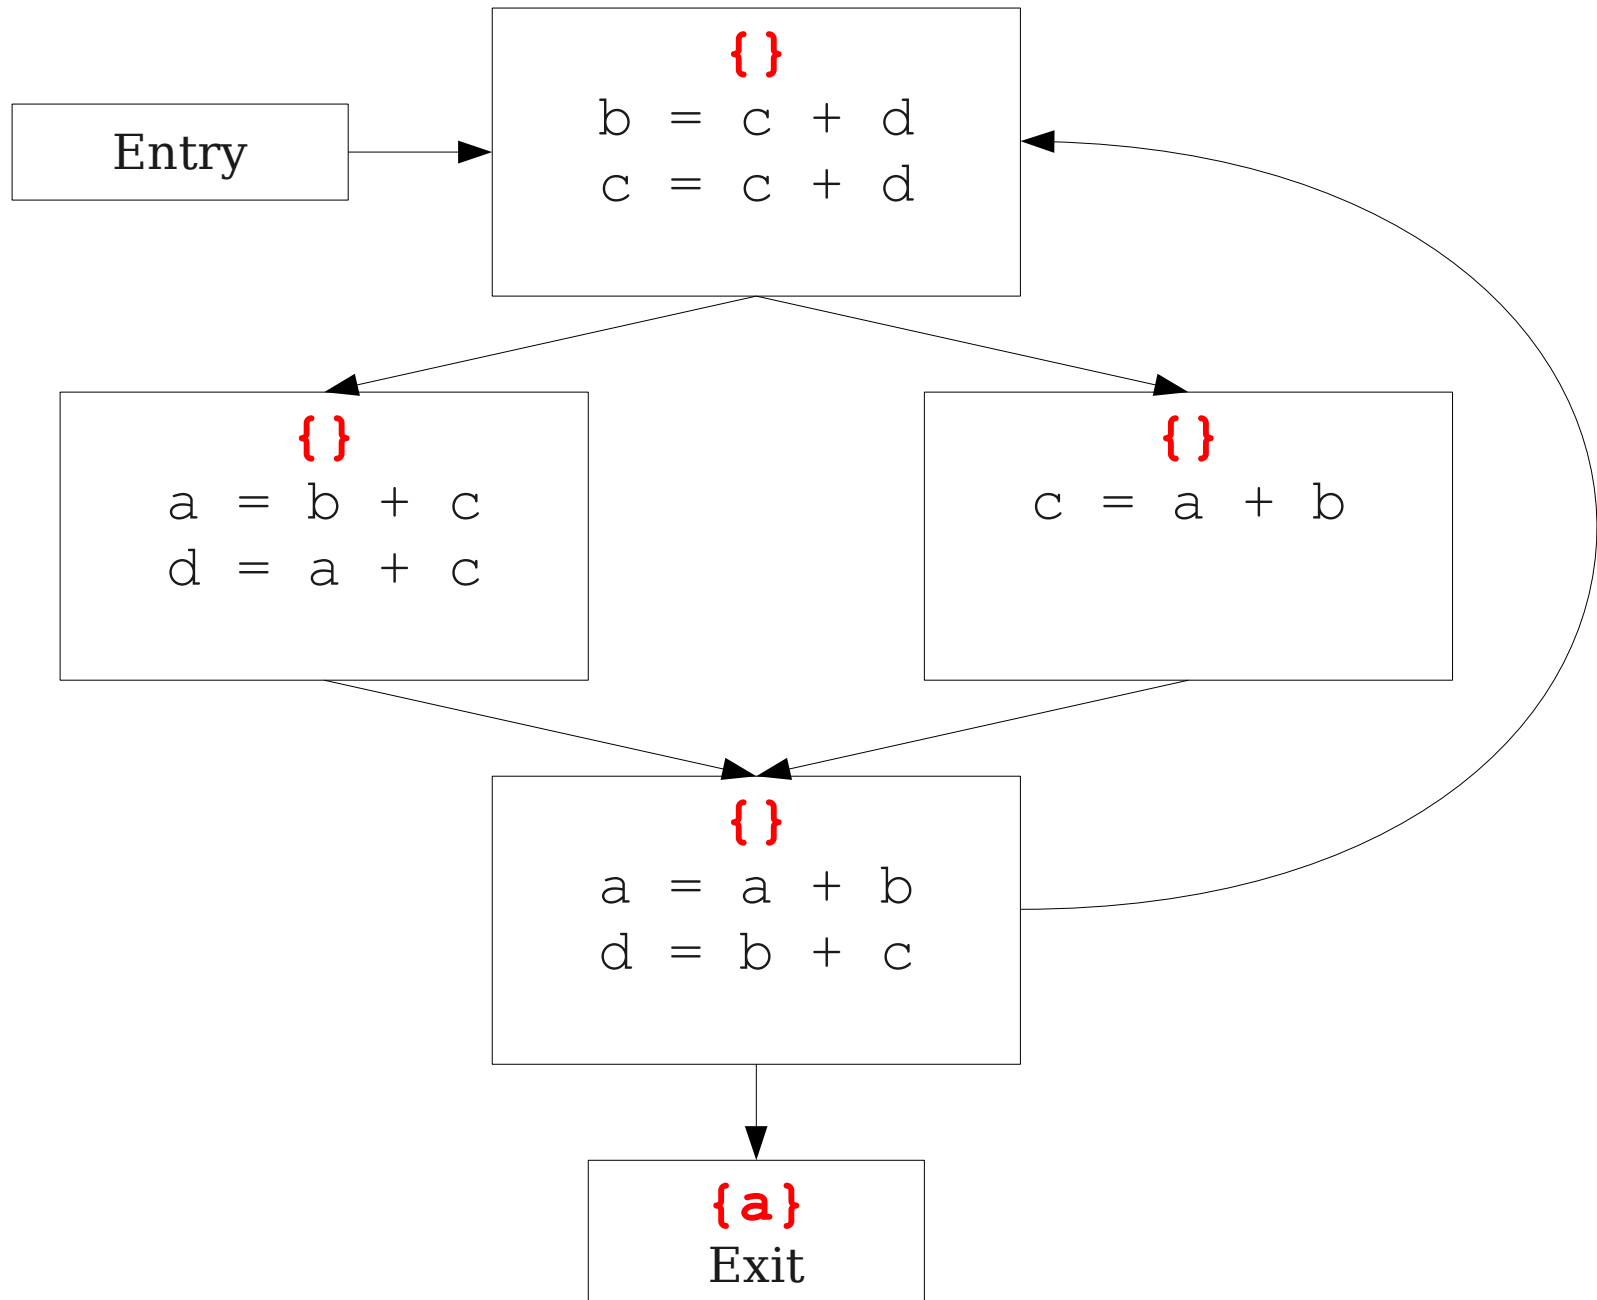 {}
b = c + d
c = c + d
Entry
{}
a = b + c
d = a + c
{}
c = a + b
{}
a = a + b
d = b + c
{a}
Exit